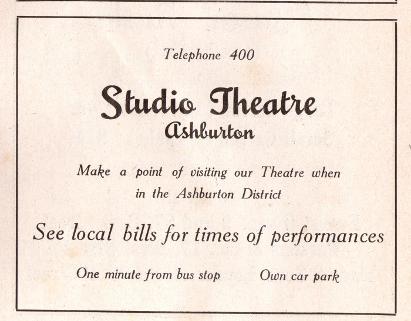 Telephone 400
Studio Theatre
Ashburton
Make a point of visiting our Theatre when
in the Ashburton District
See local bills for times of performances
One minute from bus stop Own car park